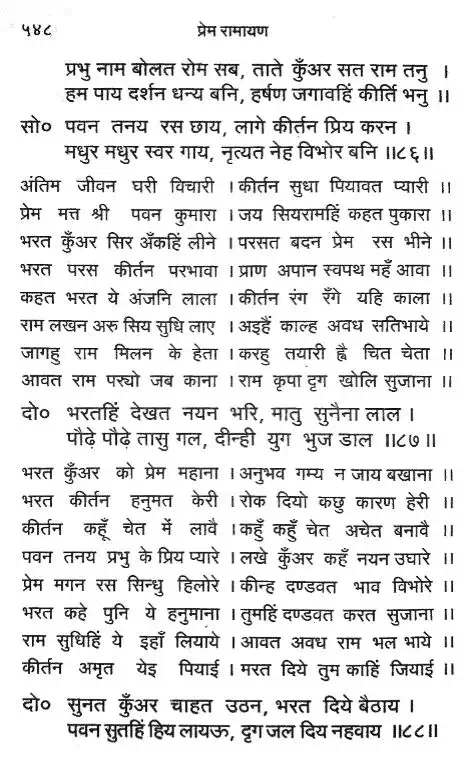 ५४८ प्रेम रामायण
प्रभु नाम बोलत रोम सब, ताते कुँअर सत राम तनु ।
हम पाय दर्शन धन्य बनि, हर्षण जगावहिं कीर्ति भनु ॥
सो० पवन तनय रस छाय, लागे कीर्तन प्रिय करन ।
मधुर मधुर स्वर गाय, नृत्यत नेह विभोर बनि ॥८६॥
अंतिम जीवन घरी विचारी । कीर्तन सुधा पियावत प्यारी ॥
प्रेम मत्त श्री पवन कुमारा । जय सियरामहिं कहत पुकारा ॥
भरत कुँअर सिर अँकहिं लीने । परसत बदन प्रेम रस भीने ॥
भरत परस कीर्तन परभावा । प्राण अपान स्वपथ महँ आवा ॥
कहत भरत ये अंजनि लाला । कीर्तन रंग रँगे यहि काला ॥
राम लखन अरु सिय सुधि लाए । अइहैं काल्ह अवध सतिभाये ॥
जागहु राम मिलन के हेता । करहु तयारी ह्वै चित चेता ॥
आवत राम पर्‌यो जब काना । राम कृपा दृग खोलि सुजाना ॥
दो० भरतहिं देखत नयन भरि, मातु सुनैना लाल ।
पौढ़े पौढ़े तासु गल, दीन्ही युग भुज डाल ॥८७॥
भरत कुँअर को प्रेम महाना । अनुभव गम्य न जाय बखाना ॥
भरत कीर्तन हनुमत केरी । रोक दियो कछु कारण हेरी ॥
कीर्तन कहूँ चेत में लावै । कहुँ कहुँ चेत अचेत बनावै ॥
पवन तनय प्रभु के प्रिय प्यारे । लखे कुँअर कहँ नयन उघारे ॥
प्रेम मगन रस सिन्धु हिलोरे । कीन्ह दण्डवत भाव विभोरे ॥
भरत कहे पुनि ये हनुमाना । तुमहिं दण्डवत करत सुजाना ॥
राम सुधिहिं ये इहाँ लियाये । आवत अवध राम भल भाये ॥
कीर्तन अमृत येइ पियाई । मरत दिये तुम काहिं जियाई ॥
दो० सुनत कुँअर चाहत उठन, भरत दिये बैठाय ।
पवन सुतहिं हिय लायऊ, दृग जल दिय नहवाय ॥८८॥